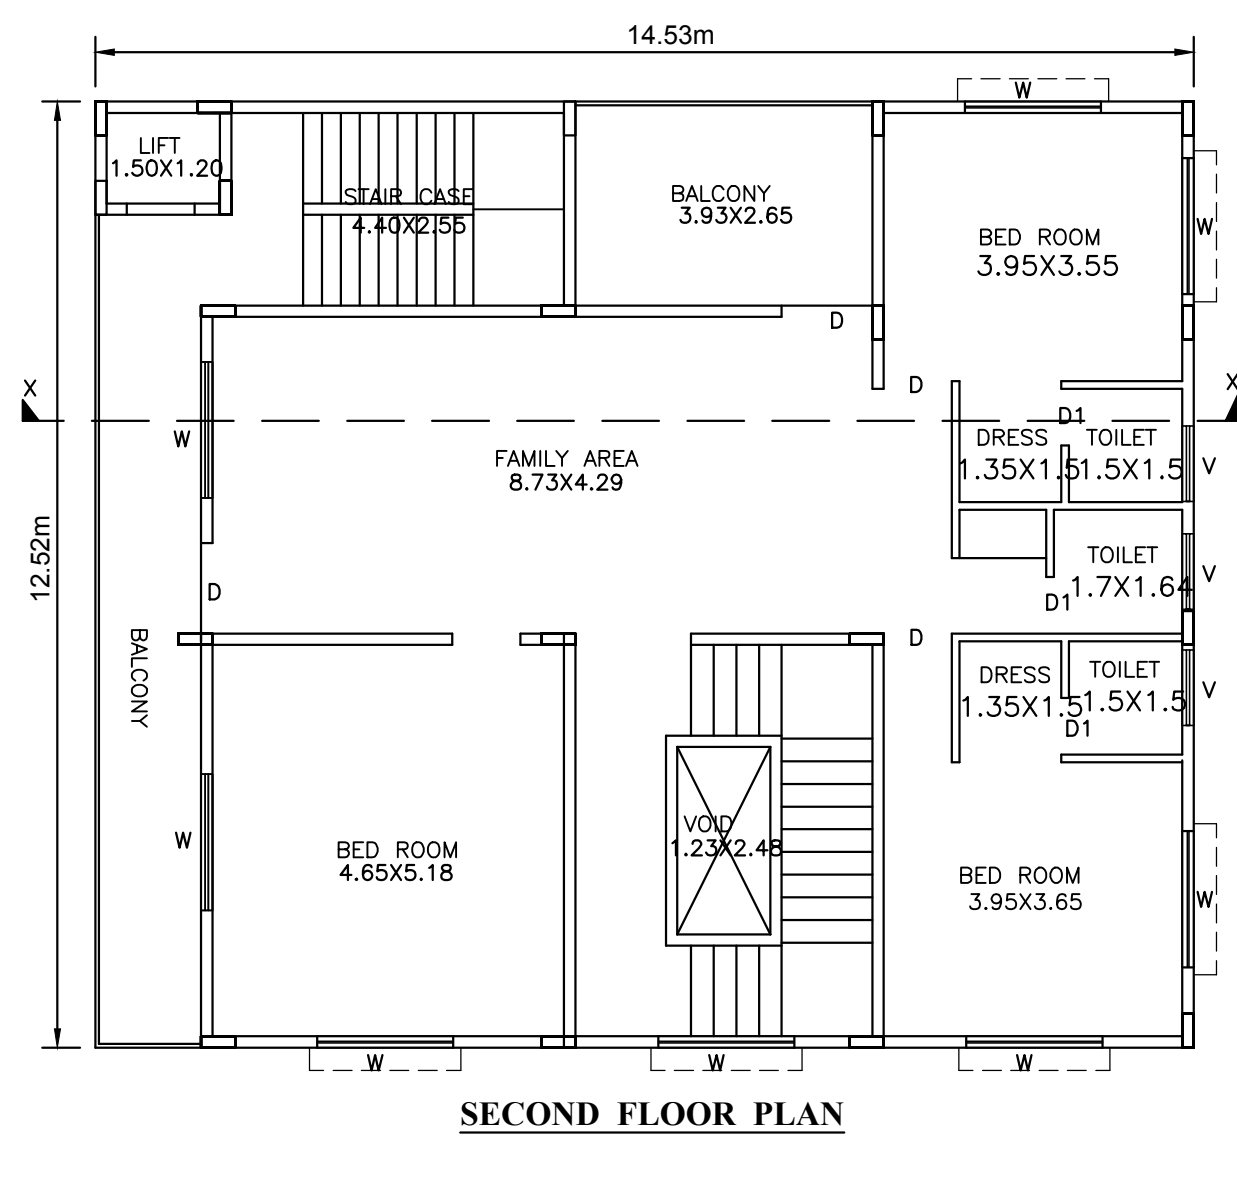 14.53m
W
LIFT
1.50X1.20
STAIR CASE
4.40X2.55
BALCONY
3.93X2.65
BED ROOM
3.95X3.55
W
D
D
X
X
W
D1
DRESS
1.35X1.5
TOILET
1.5X1.5
V
FAMILY AREA
8.73X4.29
12.52m
TOILET
1.7X1.64
V
D1
D
D
BALCONY
DRESS
1.35X1.5
TOILET
1.5X1.5
V
D1
W
BED ROOM
4.65X5.18
VOID
1.23X2.48
BED ROOM
3.95X3.65
W
W
W
W
SECOND FLOOR PLAN